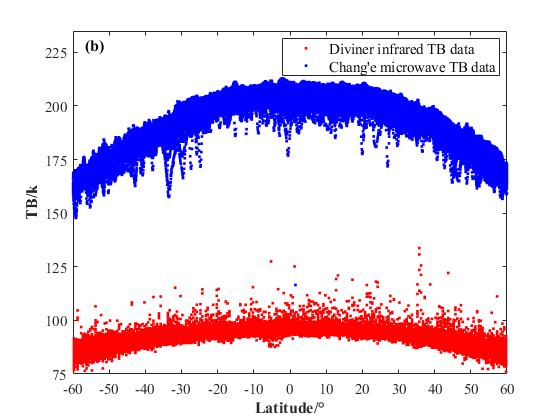 (b)
Diviner infrared TB data
Chang'e microwave TB data
225
200
175
150
125
100
75
TB/k
-60 -50 -40 -30 -20 -10 0 10 20 30 40 50 60
Latitude/°